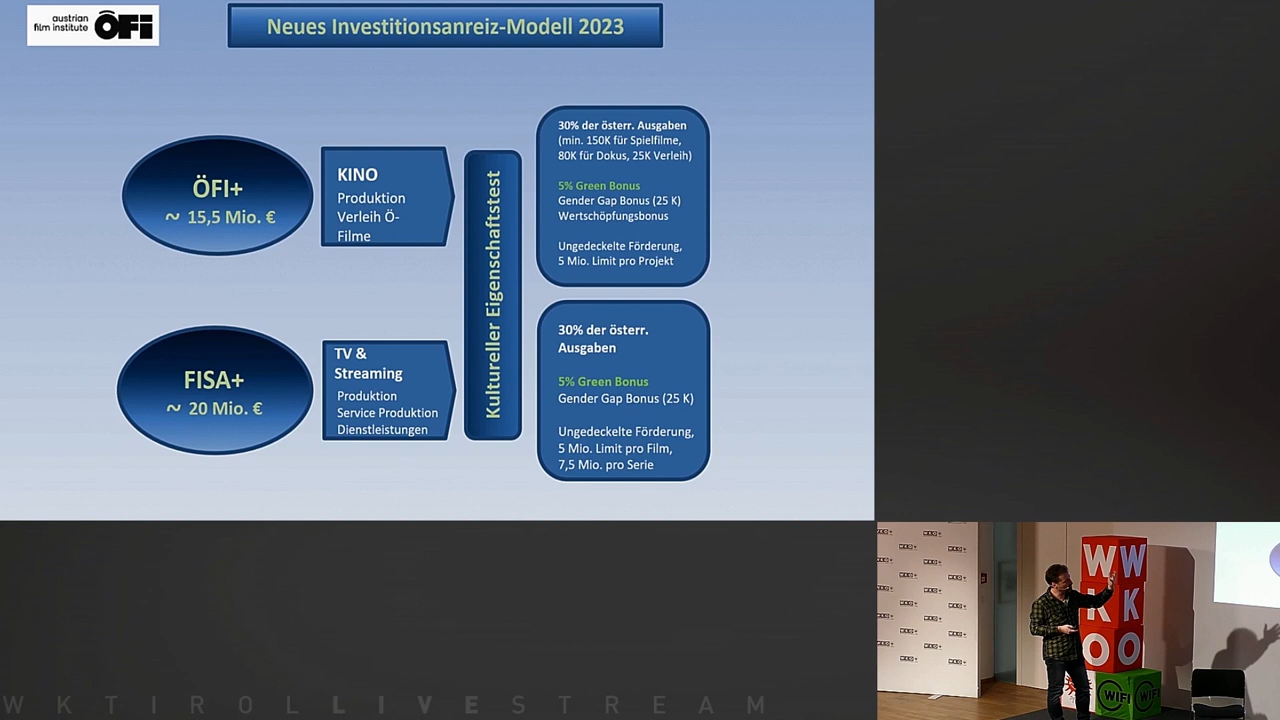 austrian
film institute
ÖFi
Neues Investitionsanreiz-Modell 2023
ÖFI+
~ 15,5 Mio. €
KINO
Produktion
Verleih Ö-
Filme
Kultureller Eigenschaftstest
30% der österr. Ausgaben
(min. 150K für Spielfilme,
80K für Dokus, 25K Verleih)
5% Green Bonus
Gender Gap Bonus (25 K)
Wertschöpfungsbonus
Ungedeckelte Förderung,
5 Mio. Limit pro Projekt
FISA+
~ 20 Mio. €
TV &
Streaming
Produktion
Service Produktion
Dienstleistungen
30% der österr.
Ausgaben
5% Green Bonus
Gender Gap Bonus (25 K)
Ungedeckelte Förderung,
5 Mio. Limit pro Film,
7,5 Mio. pro Serie
W W
K K
O O
WIFI WIFI
WKTIROLLIVESTREAM